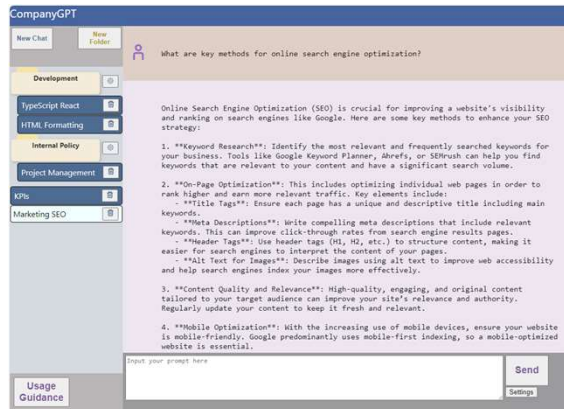 CompanyGPT
New Chat
New
Folder
Development
TypeScript React
HTML Formatting
Internal Policy
Project Management
KPIs
Marketing SEO
Usage
Guidance
What are key methods for online search engine optimization?
Online Search Engine Optimization (SEO) is crucial for improving a website's visibility
and ranking on search engines like Google. Here are some key methods to enhance your SEO
strategy:
1. **Keyword Research**: Identify the most relevant and frequently searched keywords for
your business. Tools like Google Keyword Planner, Ahrefs, or SEMrush can help you find
keywords that are relevant to your content and have a significant search volume.
2. **On-Page Optimization**: This includes optimizing individual web pages in order to
rank higher and earn more relevant traffic. Key elements include:
- **Title Tags**: Ensure each page has a unique and descriptive title including main
keywords.
- **Meta Descriptions**: Write compelling meta descriptions that include relevant
keywords. This can improve click-through rates from search engine results pages.
- **Header Tags**: Use header tags (H1, H2, etc.) to structure content, making it
easier for search engines to interpret the content of your pages.
- **Alt Text for Images**: Describe images using alt text to improve web accessibility
and help search engines index your images more effectively.
3. **Content Quality and Relevance**: High-quality, engaging, and original content
tailored to your target audience can improve your site's relevance and authority.
Regularly update your content to keep it fresh and relevant.
4. **Mobile Optimization**: With the increasing use of mobile devices, ensure your website
is mobile-friendly. Google predominantly uses mobile-first indexing, so a mobile-optimized
website is essential.
Input your prompt here
Send
Settings